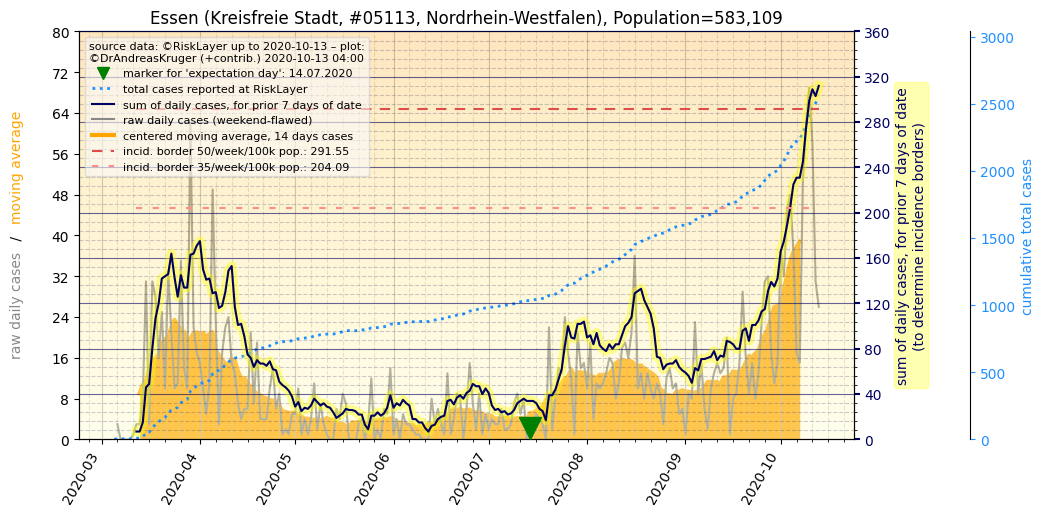 Essen (Kreisfreie Stadt, #05113, Nordrhein-Westfalen), Population=583,109
source data: ©RiskLayer up to 2020-10-13 – plot:
©DrAndreasKruger (+contrib.) 2020-10-13 04:00
marker for 'expectation day': 14.07.2020
total cases reported at RiskLayer
sum of daily cases, for prior 7 days of date
raw daily cases (weekend-flawed)
centered moving average, 14 days cases
incid. border 50/week/100k pop.: 291.55
incid. border 35/week/100k pop.: 204.09
raw daily cases / moving average
80
72
64
56
48
40
32
24
16
8
0
360
320
280
240
200
160
120
80
40
0
sum of daily cases, for prior 7 days of date
(to determine incidence borders)
3000
2500
2000
1500
1000
500
0
cumulative total cases
2020-03
2020-04
2020-05
2020-06
2020-07
2020-08
2020-09
2020-10